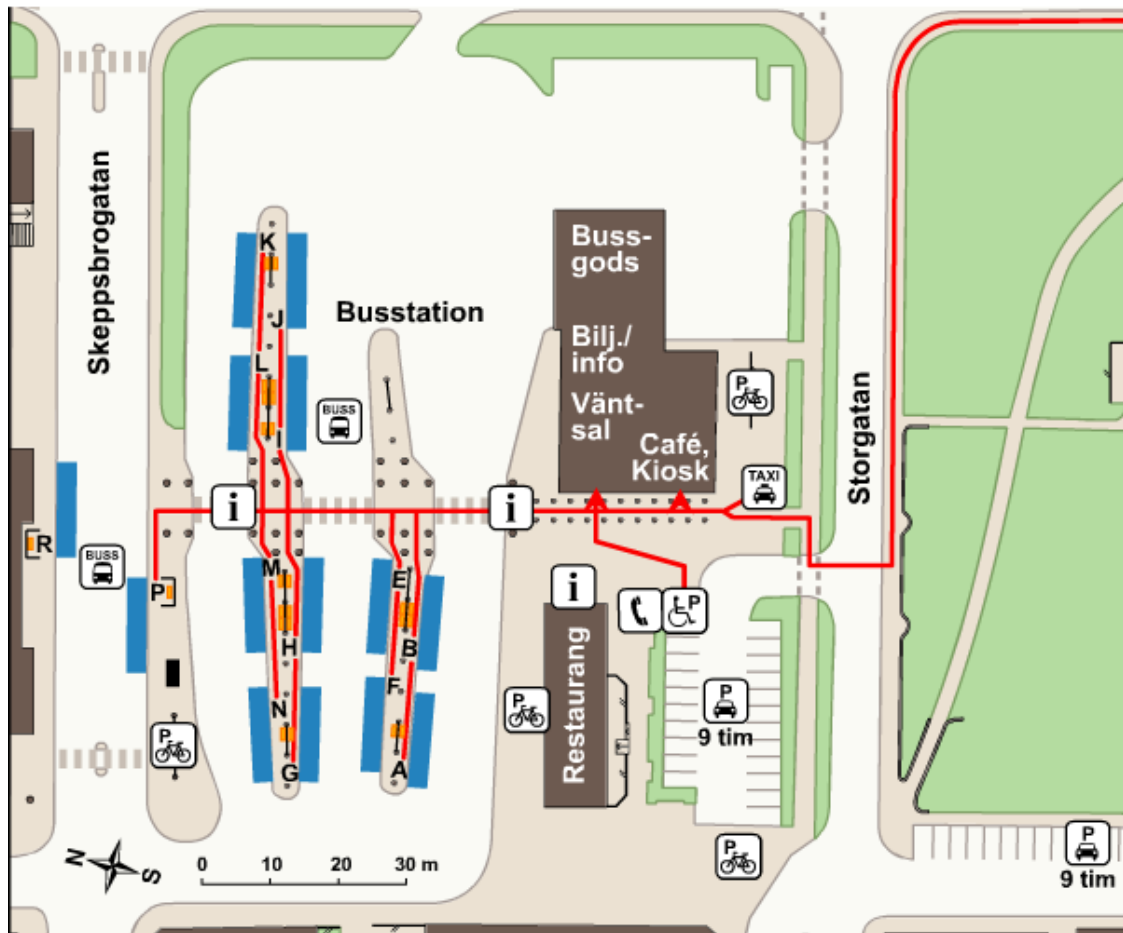 Skeppsbrogatan
K
Buss-
gods
Busstation
J
Bilj./
info
L
Vänt-
sal
P
BUSS
Café,
Kiosk
Storgatan
I
TAXI
i
i
R
BUSS
M
E
P
i
P
H
B
F
Restaurang
P
9 tim
N
P
P
G
A
N
S
0 10 20 30 m
P
P
9 tim